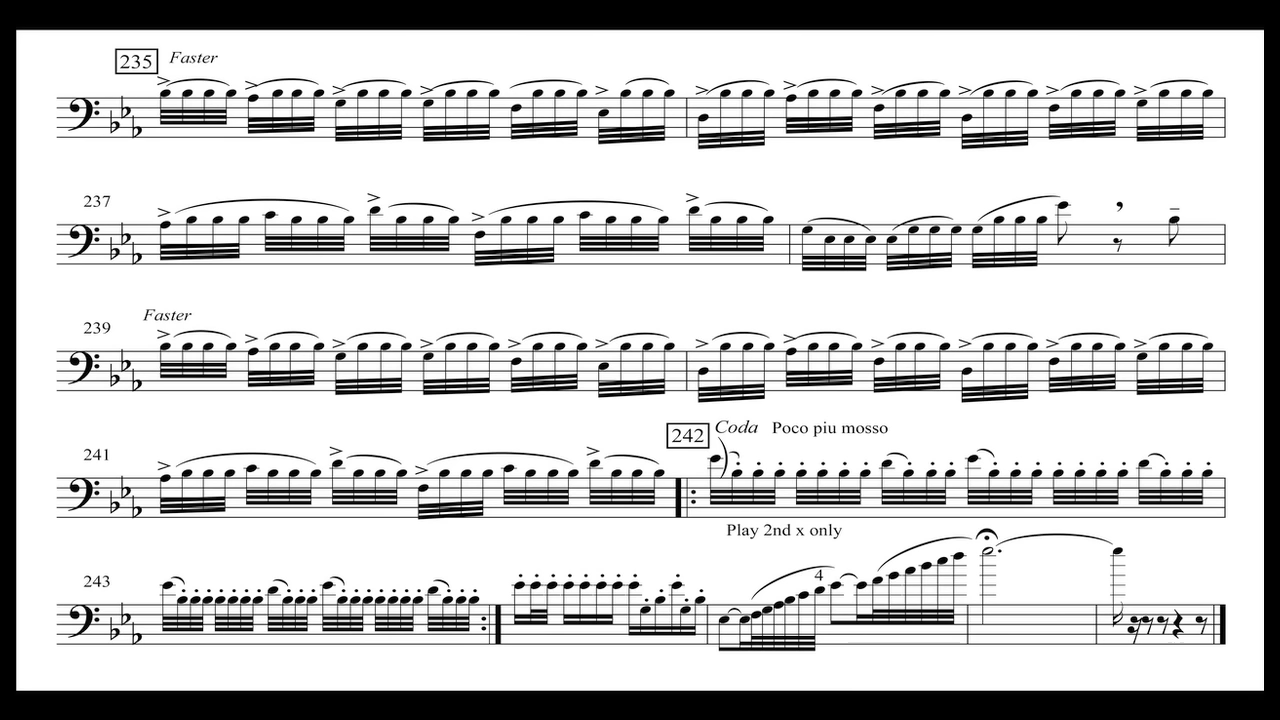 235 Faster
237
239 Faster
241
242 Coda Poco piu mosso
Play 2nd x only
243
4